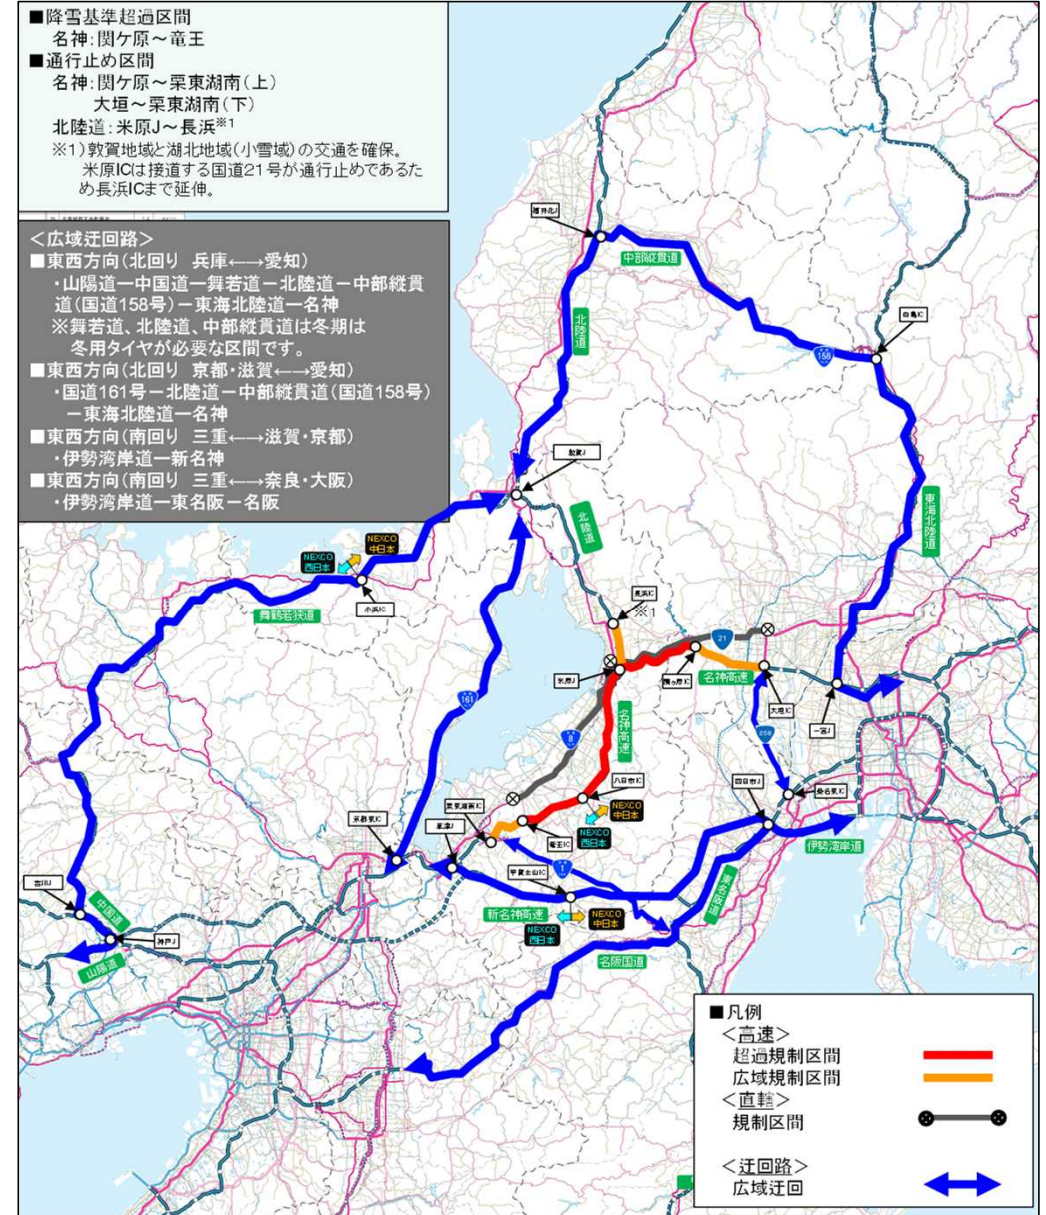 ■降雪基準超過区間
名神:関ケ原~竜王
■通行止め区間
名神:関ケ原~栗東湖南(上)
大垣~栗東湖南(下)
北陸道:米原J~長浜※1
※1)敦賀地域と湖北地域(小雪域)の交通を確保。
米原ICは接道する国道21号が通行止めであるた
め長浜ICまで延伸。
<広域迂回路>
■東西方向(北回り 兵庫←→愛知)
・山陽道ー中国道ー舞若道ー北陸道ー中部縦貫
道(国道158号)ー東海北陸道ー名神
※舞若道、北陸道、中部縦貫道は冬期は
冬用タイヤが必要な区間です。
■東西方向(北回り 京都・滋賀←→愛知)
・国道161号ー北陸道ー中部縦貫道(国道158号)
ー東海北陸道ー名神
■東西方向(南回り 三重←→滋賀・京都)
・伊勢湾岸道ー新名神
■東西方向(南回り 三重←→奈良・大阪)
・伊勢湾岸道ー東名阪ー名阪
福井北J
中部縦貫道
北陸道
白鳥IC
158
敦賀J
東海北陸道
北陸道
NEXCO
中日本
NEXCO
西日本
小浜IC
舞鶴若狭道
長浜IC
※1
21
米原J
関ヶ原IC
名神高速
大垣IC
一宮J
161
名神高速
8
258
八日市IC
四日市J
桑名東IC
NEXCO
中日本
NEXCO
西日本
栗東湖南IC
草津J
京都東IC
竜王IC
伊勢湾岸道
1
甲賀土山IC
東名阪道
新名神高速
NEXCO
中日本
NEXCO
西日本
名阪国道
吉川J
中国道
神戸J
山陽道
■凡例
<高速>
超過規制区間
広域規制区間
<直轄>
規制区間
<迂回路>
広域迂回